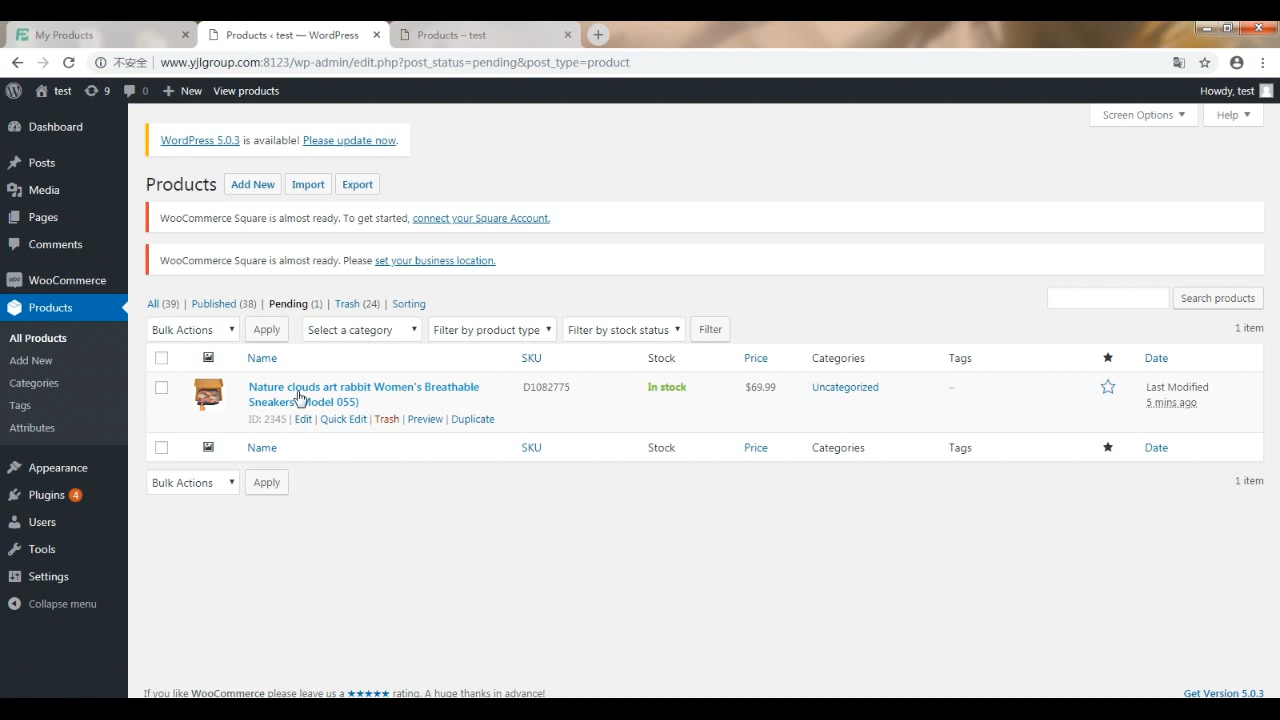 My Products
Products ‹ test — WordPress
Products – test
不安全 www.yjlgroup.com:8123/wp-admin/edit.php?post_status=pending&post_type=product
test 9 0 New View products Howdy, test
Screen Options Help
Dashboard
Posts
Media
Pages
Comments
WooCommerce
Products
All Products
Add New
Categories
Tags
Attributes
Appearance
Plugins 4
Users
Tools
Settings
Collapse menu
WordPress 5.0.3 is available! Please update now.
Products Add New Import Export
WooCommerce Square is almost ready. To get started, connect your Square Account.
WooCommerce Square is almost ready. Please set your business location.
All (39) | Published (38) | Pending (1) | Trash (24) | Sorting
Search products
Bulk Actions Apply Select a category Filter by product type Filter by stock status Filter
1 item
Name SKU Stock Price Categories Tags Date
Nature clouds art rabbit Women's Breathable D1082775 In stock $69.99 Uncategorized – Last Modified
Sneakers (Model 055) 5 mins ago
ID: 2345 | Edit | Quick Edit | Trash | Preview | Duplicate
Name SKU Stock Price Categories Tags Date
Bulk Actions Apply
1 item
If you like WooCommerce please leave us a ★★★★★ rating. A huge thanks in advance!
Get Version 5.0.3